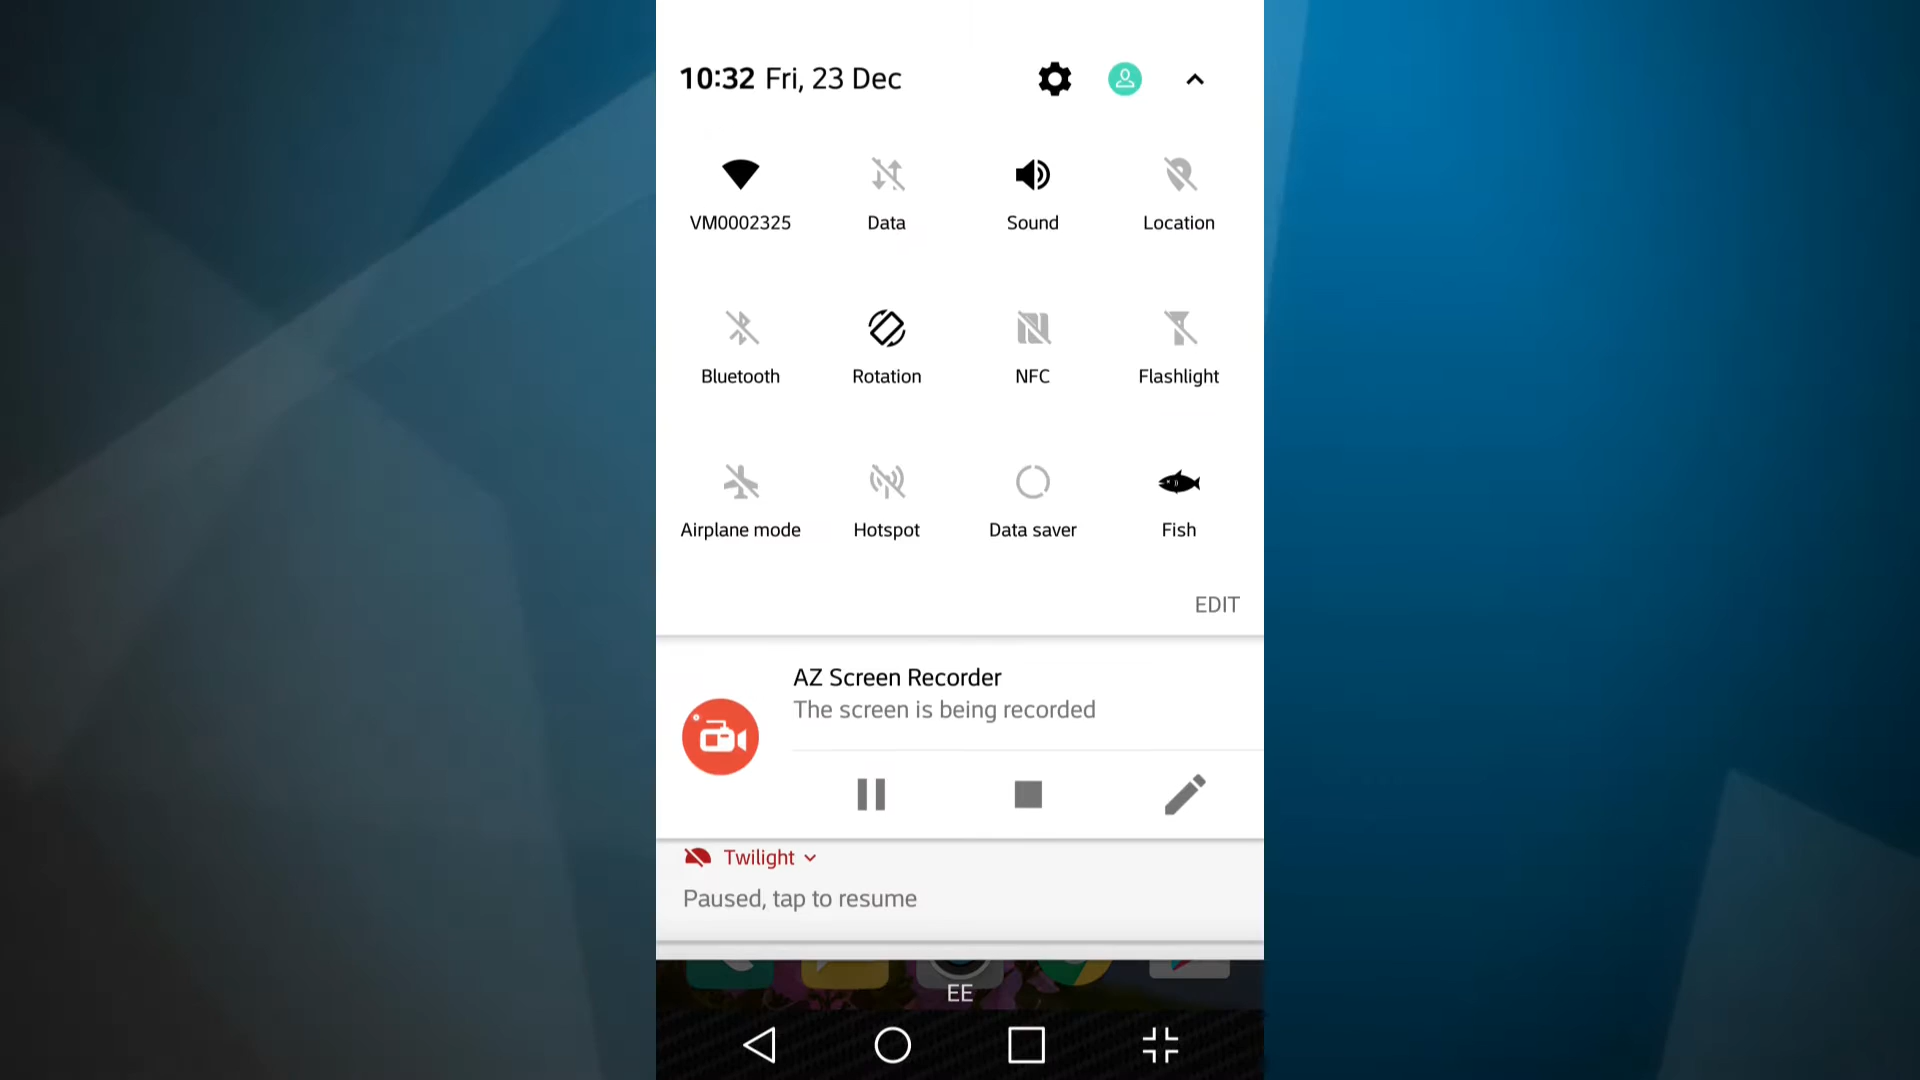 10:32 Fri, 23 Dec
VM0002325 Data Sound Location
Bluetooth Rotation NFC Flashlight
Airplane mode Hotspot Data saver Fish
EDIT
AZ Screen Recorder
The screen is being recorded
Twilight
Paused, tap to resume
EE